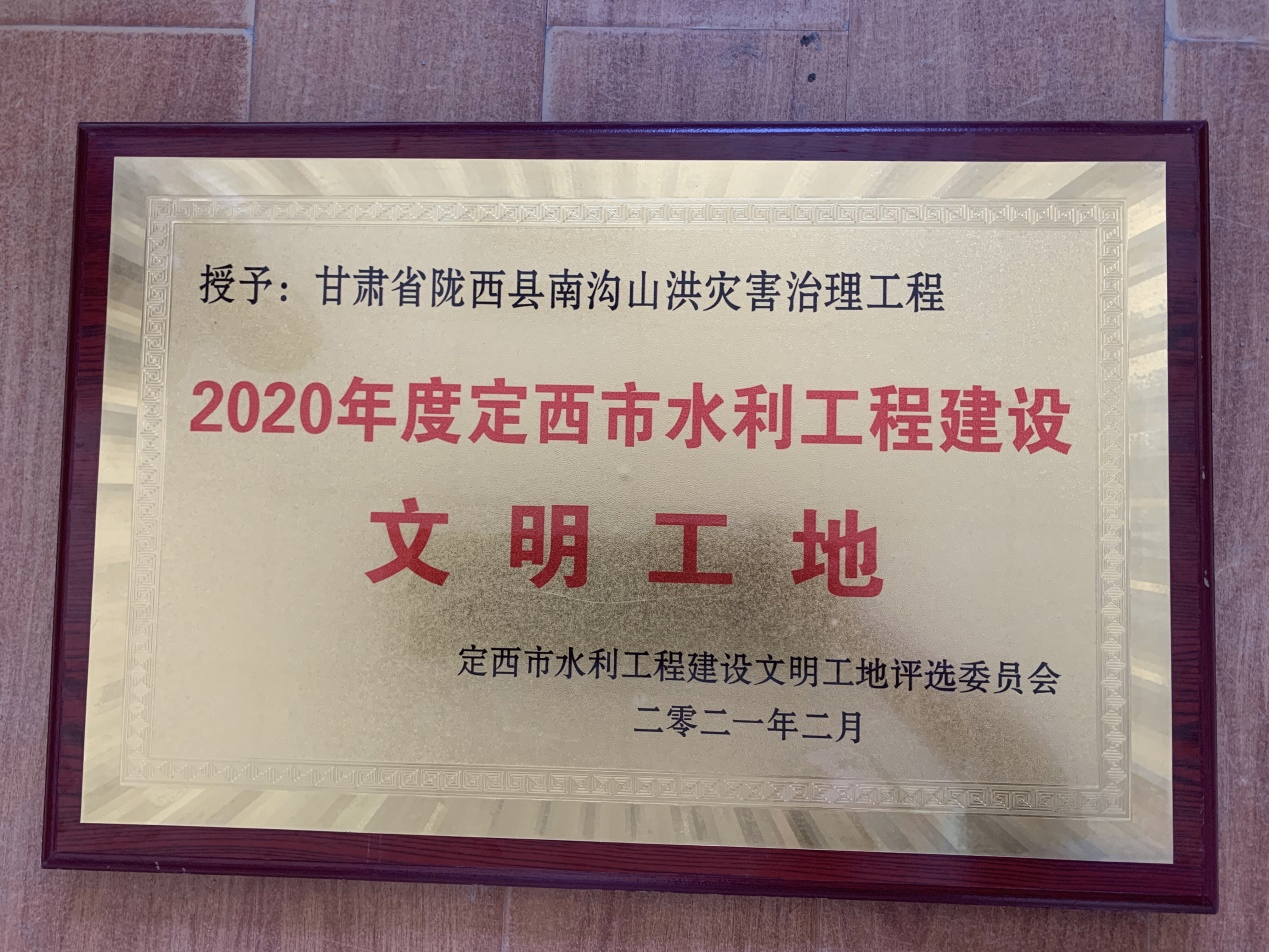 授予：甘肃省陇西县南沟山洪灾害治理工程
2020年度定西市水利工程建设
文明工地
定西市水利工程建设文明工地评选委员会
二零二一年二月